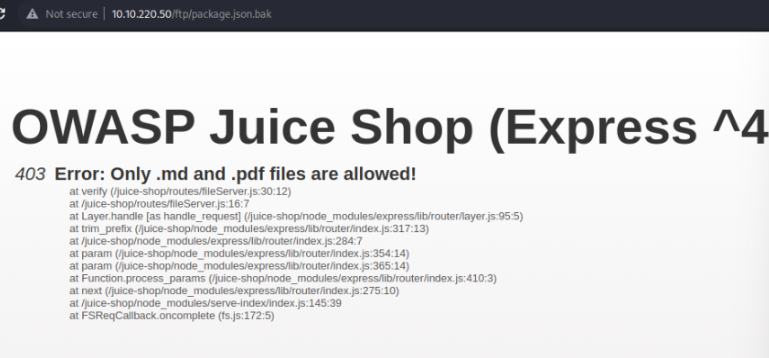 Not secure 10.10.220.50/ftp/package.json.bak
OWASP Juice Shop (Express ^4
403 Error: Only .md and .pdf files are allowed!
at verify (/juice-shop/routes/fileServer.js:30:12)
at /juice-shop/routes/fileServer.js:16:7
at Layer.handle [as handle_request] (/juice-shop/node_modules/express/lib/router/layer.js:95:5)
at trim_prefix (/juice-shop/node_modules/express/lib/router/index.js:317:13)
at /juice-shop/node_modules/express/lib/router/index.js:284:7
at param (/juice-shop/node_modules/express/lib/router/index.js:354:14)
at param (/juice-shop/node_modules/express/lib/router/index.js:365:14)
at Function.process_params (/juice-shop/node_modules/express/lib/router/index.js:410:3)
at next (/juice-shop/node_modules/express/lib/router/index.js:275:10)
at /juice-shop/node_modules/serve-index/index.js:145:39
at FSReqCallback.oncomplete (fs.js:172:5)